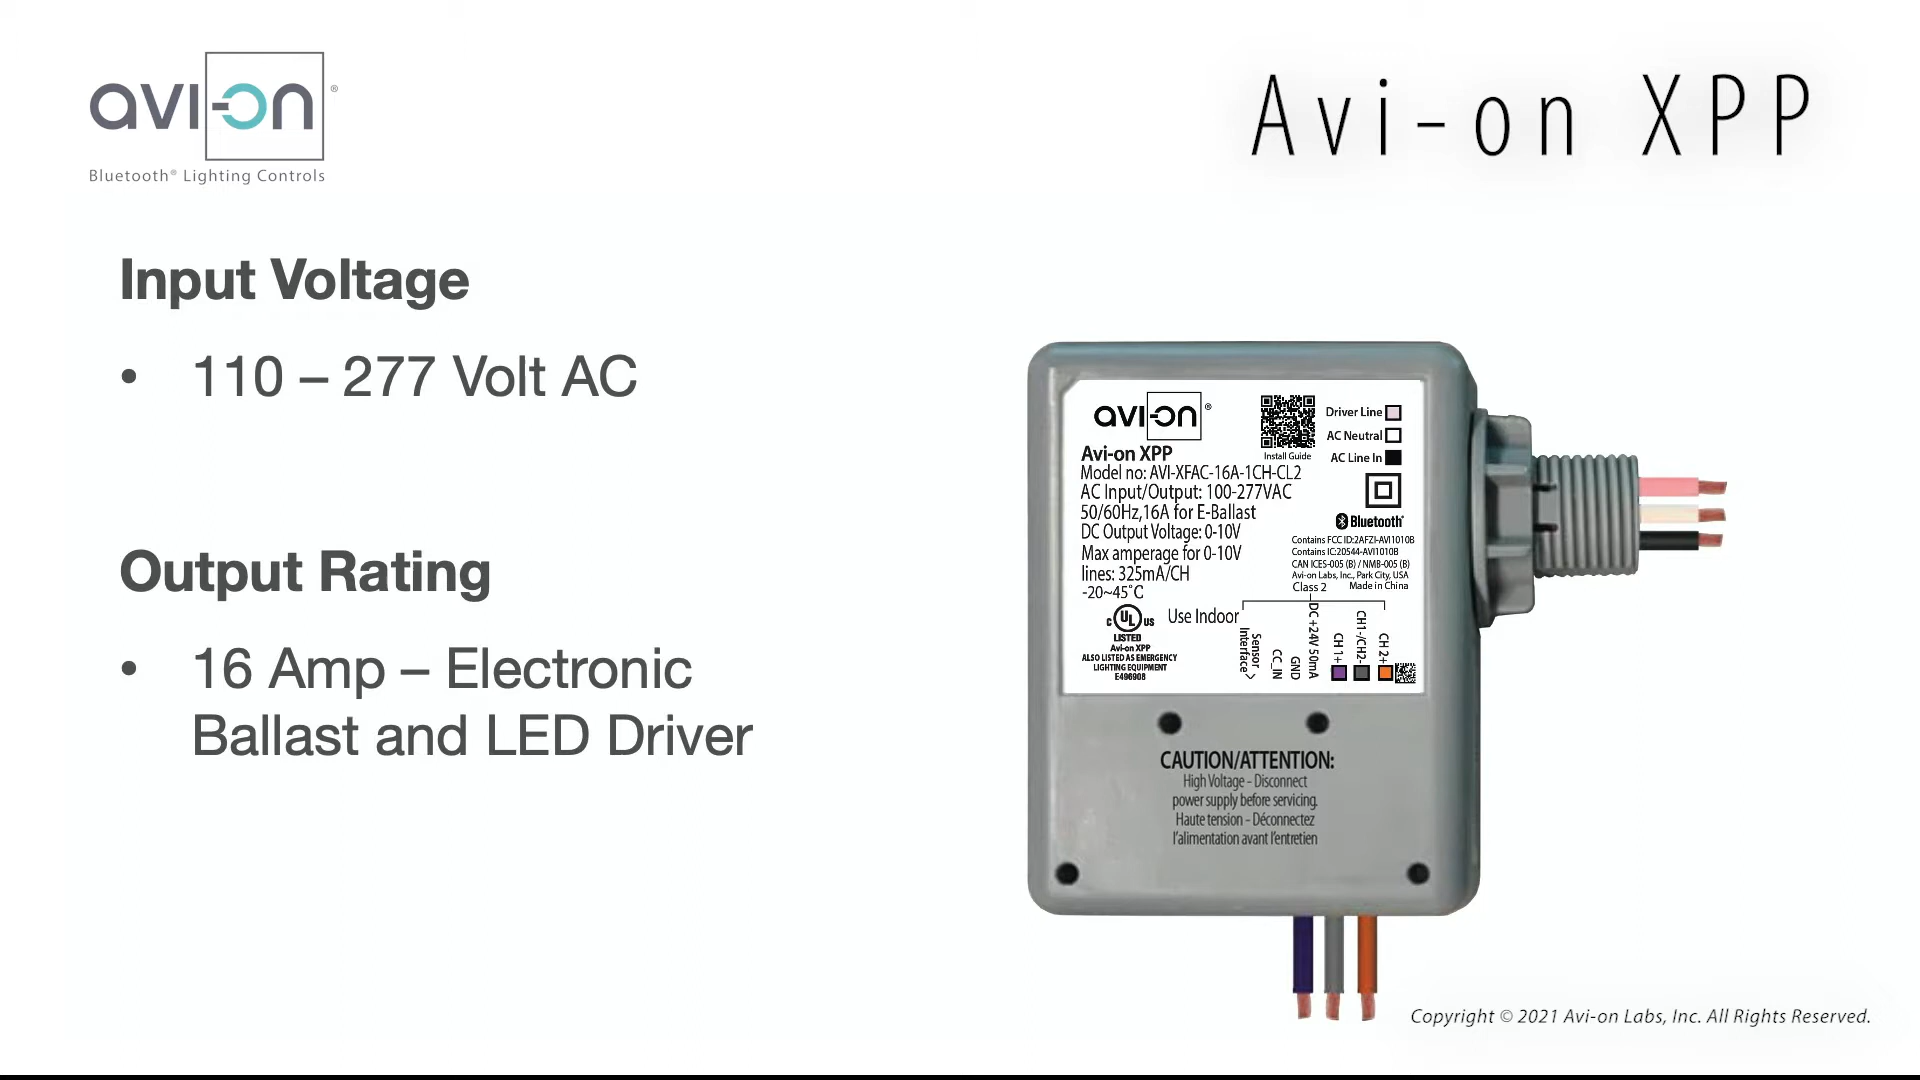 avi-on®
Bluetooth® Lighting Controls
Avi-on XPP
Input Voltage
• 110 – 277 Volt AC
Output Rating
• 16 Amp – Electronic
Ballast and LED Driver
avi-on®
Install Guide
Driver Line
AC Neutral
AC Line In
Avi-on XPP
Model no: AVI-XFAC-16A-1CH-CL2
AC Input/Output: 100-277VAC
50/60Hz,16A for E-Ballast
DC Output Voltage: 0-10V
Max amperage for 0-10V
lines: 325mA/CH
-20~45°C
Bluetooth®
Contains FCC ID:2AFZI-AVI1010B
Contains IC:20544-AVI1010B
CAN ICES-005 (B) / NMB-005 (B)
Avi-on Labs, Inc., Park City, USA
Class 2 Made in China
c UL us
LISTED
Avi-on XPP
ALSO LISTED AS EMERGENCY
LIGHTING EQUIPMENT
E496908
Use Indoor
Sensor
Interface>
CC_IN
GND
DC +24V 50mA
CH 1+
CH1-/CH2-
CH 2+
CAUTION/ATTENTION:
High Voltage - Disconnect
power supply before servicing.
Haute tension - Déconnectez
l'alimentation avant l'entretien
Copyright © 2021 Avi-on Labs, Inc. All Rights Reserved.